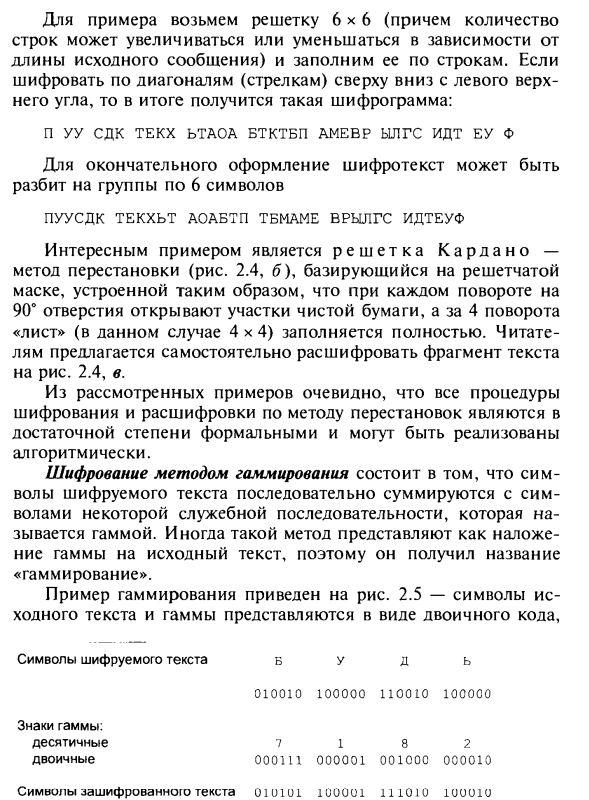 Для примера возьмем решетку 6 × 6 (причем количество
строк может увеличиваться или уменьшаться в зависимости от
длины исходного сообщения) и заполним ее по строкам. Если
шифровать по диагоналям (стрелкам) сверху вниз с левого верх-
него угла, то в итоге получится такая шифрограмма:
П УУ СДК ТЕКХ ЬТАОА БТКТБП АМЕВР ЫЛГС ИДТ ЕУ Ф
Для окончательного оформление шифротекст может быть
разбит на группы по 6 символов
ПУУСДК ТЕКХЬТ АОАБТП ТБМАМЕ ВРЫЛГС ИДТЕУФ
Интересным примером является решетка Кардано —
метод перестановки (рис. 2.4, б), базирующийся на решетчатой
маске, устроенной таким образом, что при каждом повороте на
90° отверстия открывают участки чистой бумаги, а за 4 поворота
«лист» (в данном случае 4 × 4) заполняется полностью. Читате-
лям предлагается самостоятельно расшифровать фрагмент текста
на рис. 2.4, в.
Из рассмотренных примеров очевидно, что все процедуры
шифрования и расшифровки по методу перестановок являются в
достаточной степени формальными и могут быть реализованы
алгоритмически.
Шифрование методом гаммирования состоит в том, что сим-
волы шифруемого текста последовательно суммируются с сим-
волами некоторой служебной последовательности, которая на-
зывается гаммой. Иногда такой метод представляют как наложе-
ние гаммы на исходный текст, поэтому он получил название
«гаммирование».
Пример гаммирования приведен на рис. 2.5 — символы ис-
ходного текста и гаммы представляются в виде двоичного кода,
Символы шифруемого текста Б У Д Ь
010010 100000 110010 100000
Знаки гаммы:
десятичные 7 1 8 2
двоичные 000111 000001 001000 000010
Символы зашифрованного текста 010101 100001 111010 100010